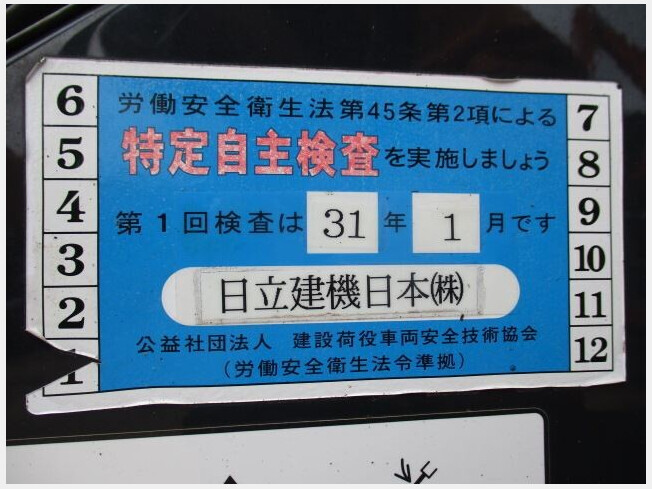 6
5
4
3
2
1
労働安全衛生法第45条第2項による
特定自主検査を実施しましょう
第1回検査は 31 年 1 月です
日立建機日本㈱
公益社団法人 建設荷役車両安全技術協会
(労働安全衛生法令準拠)
7
8
9
10
11
12